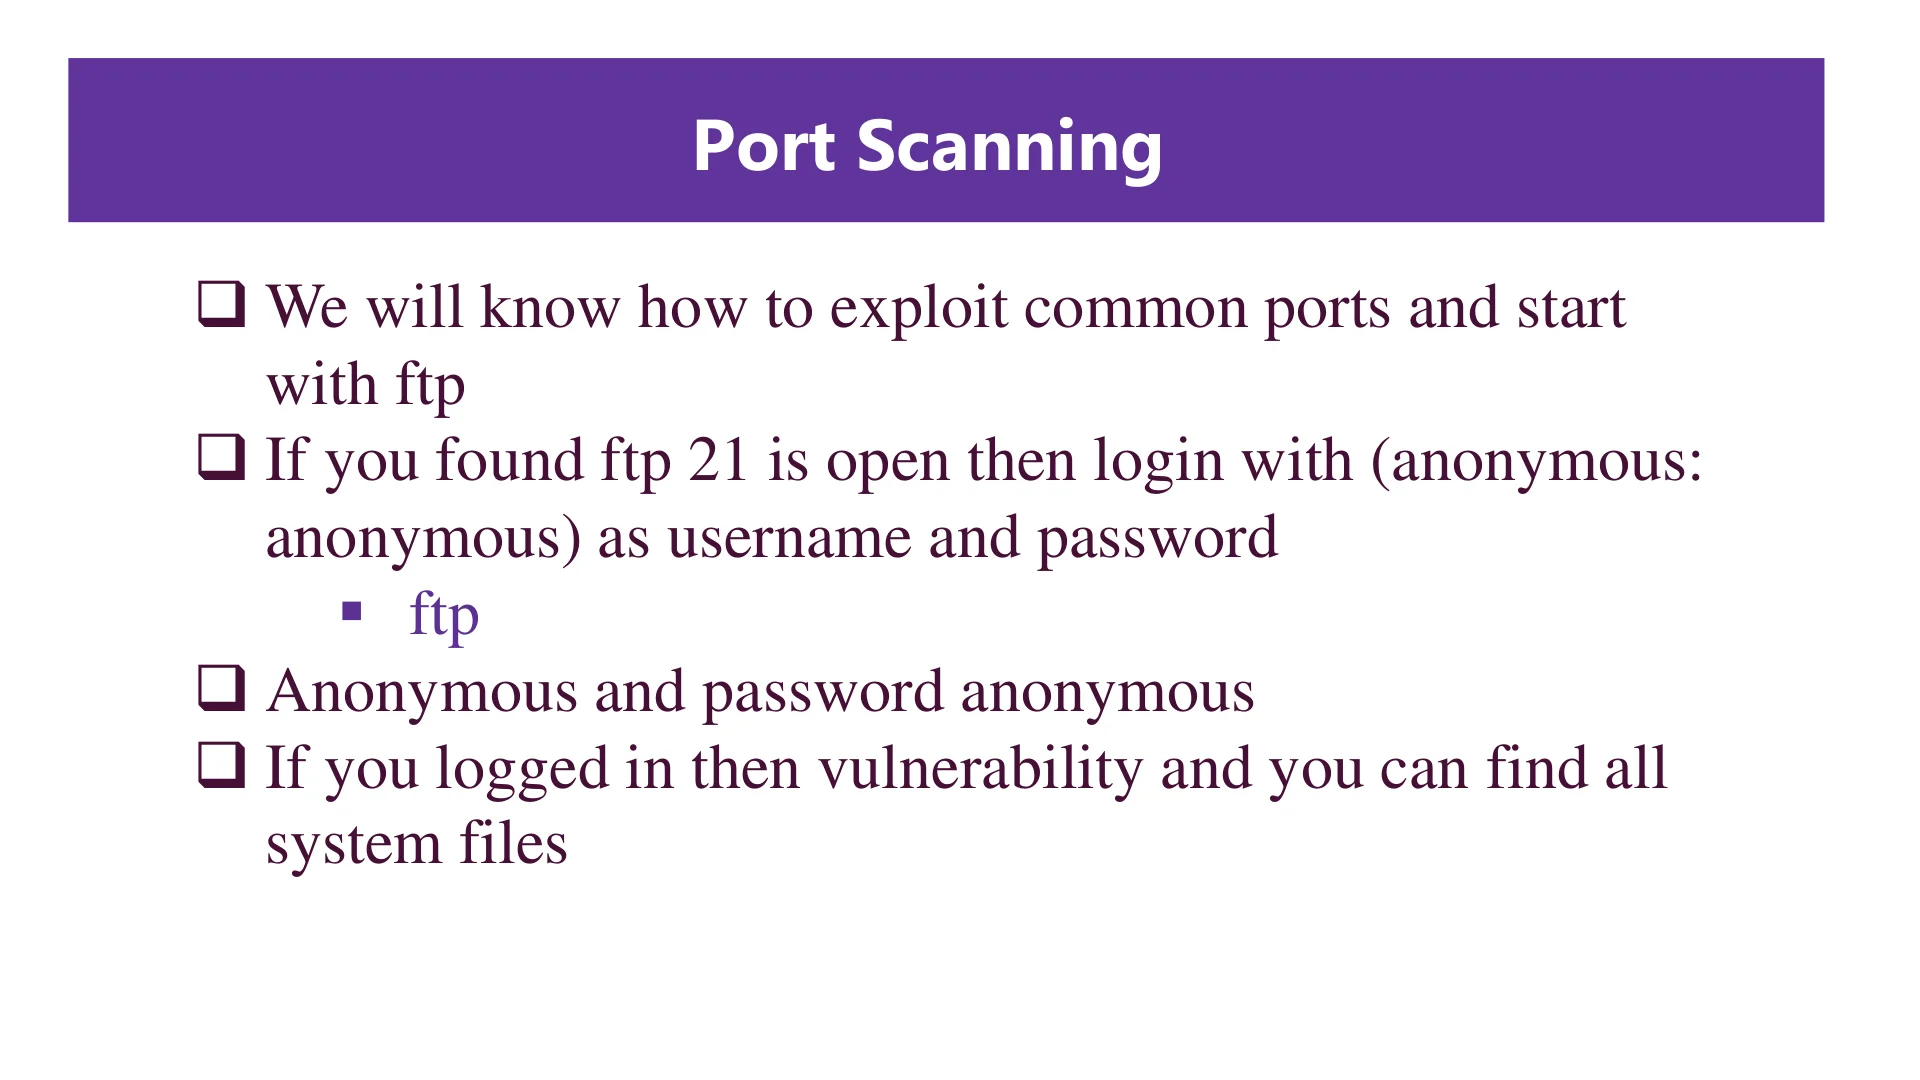 Port Scanning
We will know how to exploit common ports and start
with ftp
If you found ftp 21 is open then login with (anonymous:
anonymous) as username and password
ftp
Anonymous and password anonymous
If you logged in then vulnerability and you can find all
system files